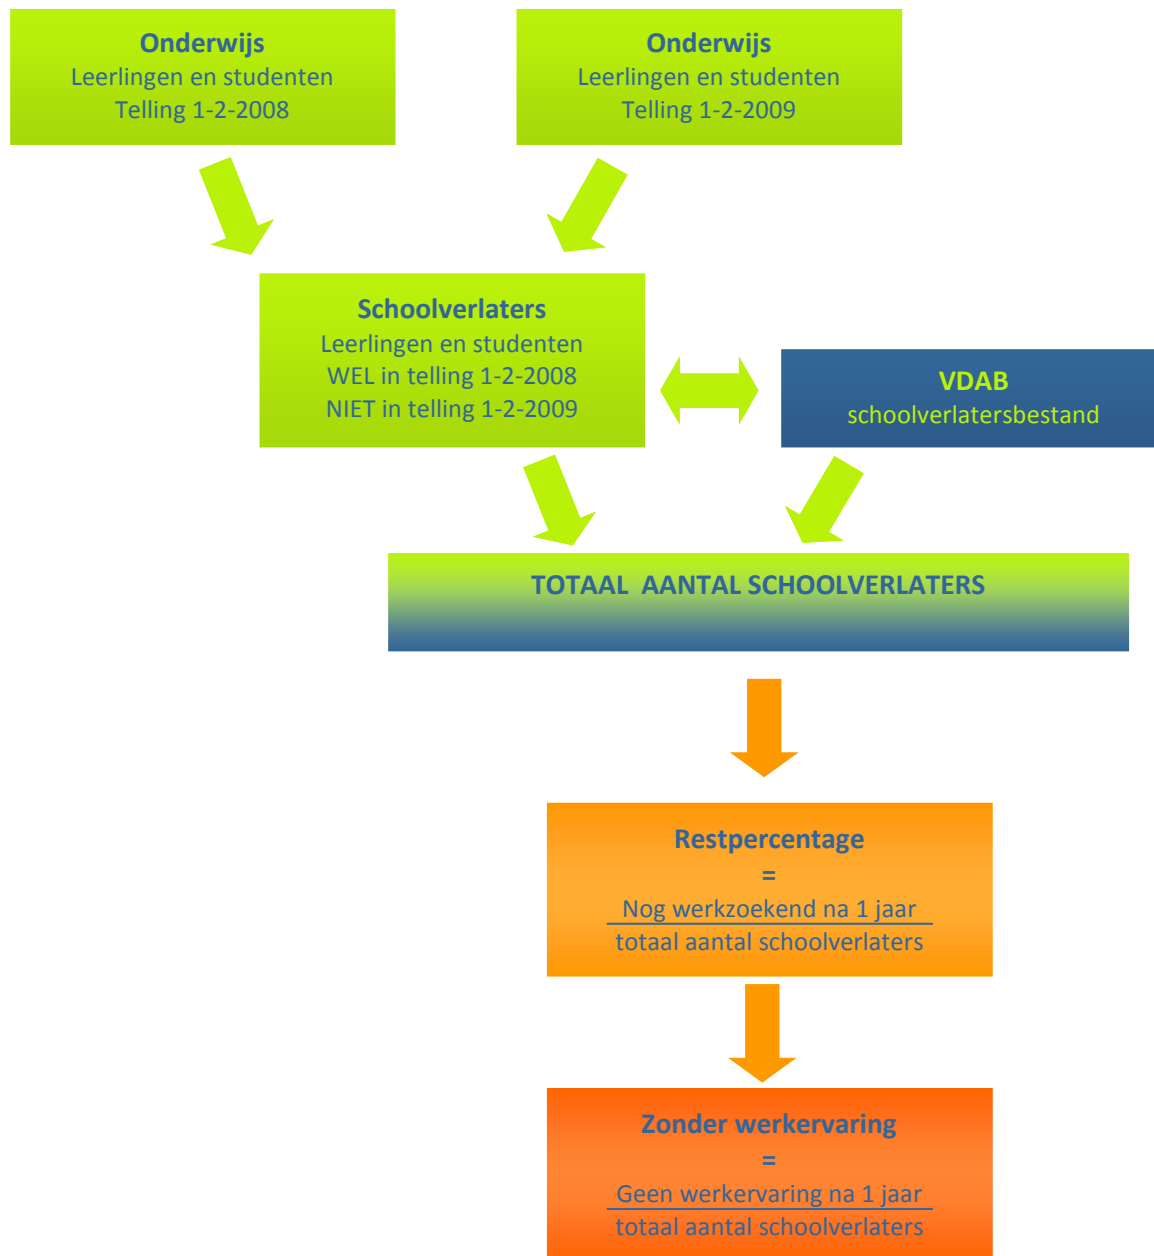 Onderwijs
Leerlingen en studenten
Telling 1-2-2008
Onderwijs
Leerlingen en studenten
Telling 1-2-2009
Schoolverlaters
Leerlingen en studenten
WEL in telling 1-2-2008
NIET in telling 1-2-2009
VDAB
schoolverlatersbestand
TOTAAL AANTAL SCHOOLVERLATERS
Restpercentage
=
Nog werkzoekend na 1 jaar
totaal aantal schoolverlaters
Zonder werkervaring
=
Geen werkervaring na 1 jaar
totaal aantal schoolverlaters